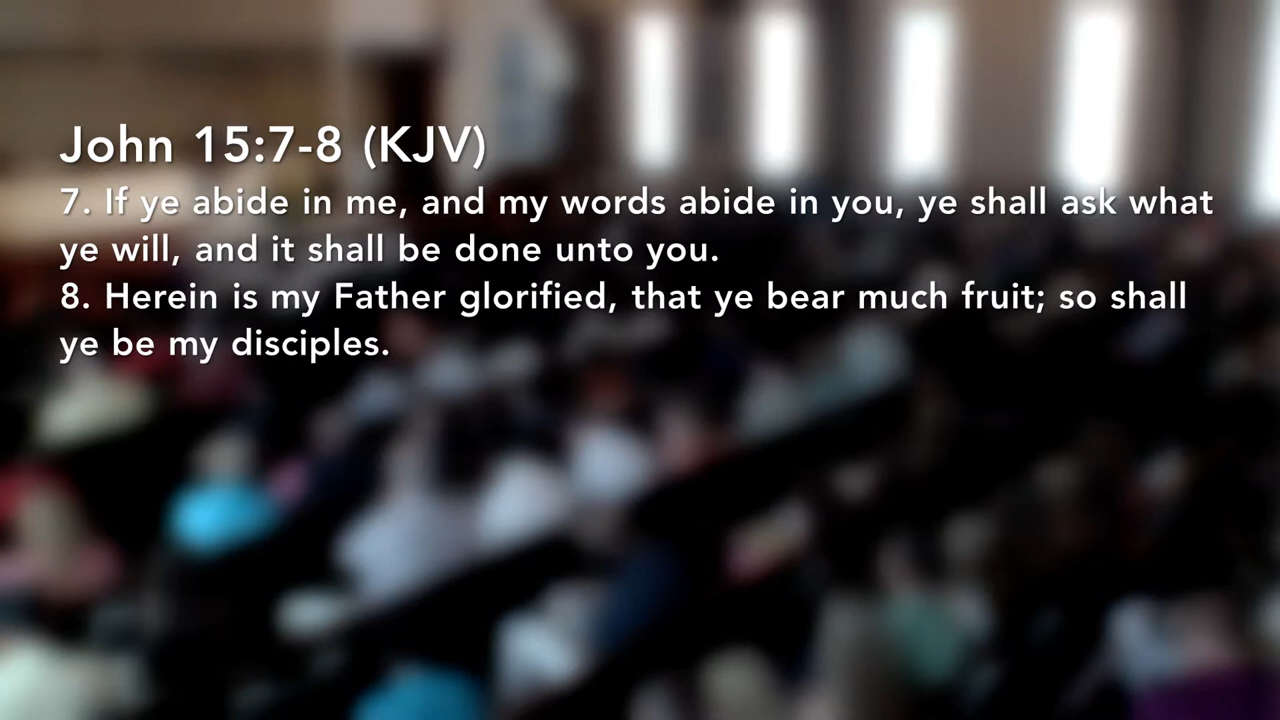 John 15:7-8 (KJV)
7. If ye abide in me, and my words abide in you, ye shall ask what
ye will, and it shall be done unto you.
8. Herein is my Father glorified, that ye bear much fruit; so shall
ye be my disciples.